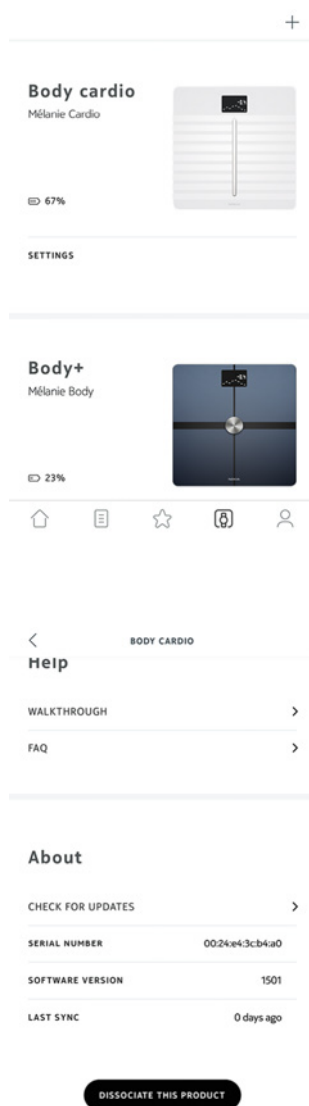 Body cardio
Mélanie Cardio
67%
SETTINGS
Body+
Mélanie Body
23%
BODY CARDIO
Help
WALKTHROUGH
FAQ
About
CHECK FOR UPDATES
SERIAL NUMBER 00:24:e4:3c:b4:a0
SOFTWARE VERSION 1501
LAST SYNC 0 days ago
DISSOCIATE THIS PRODUCT